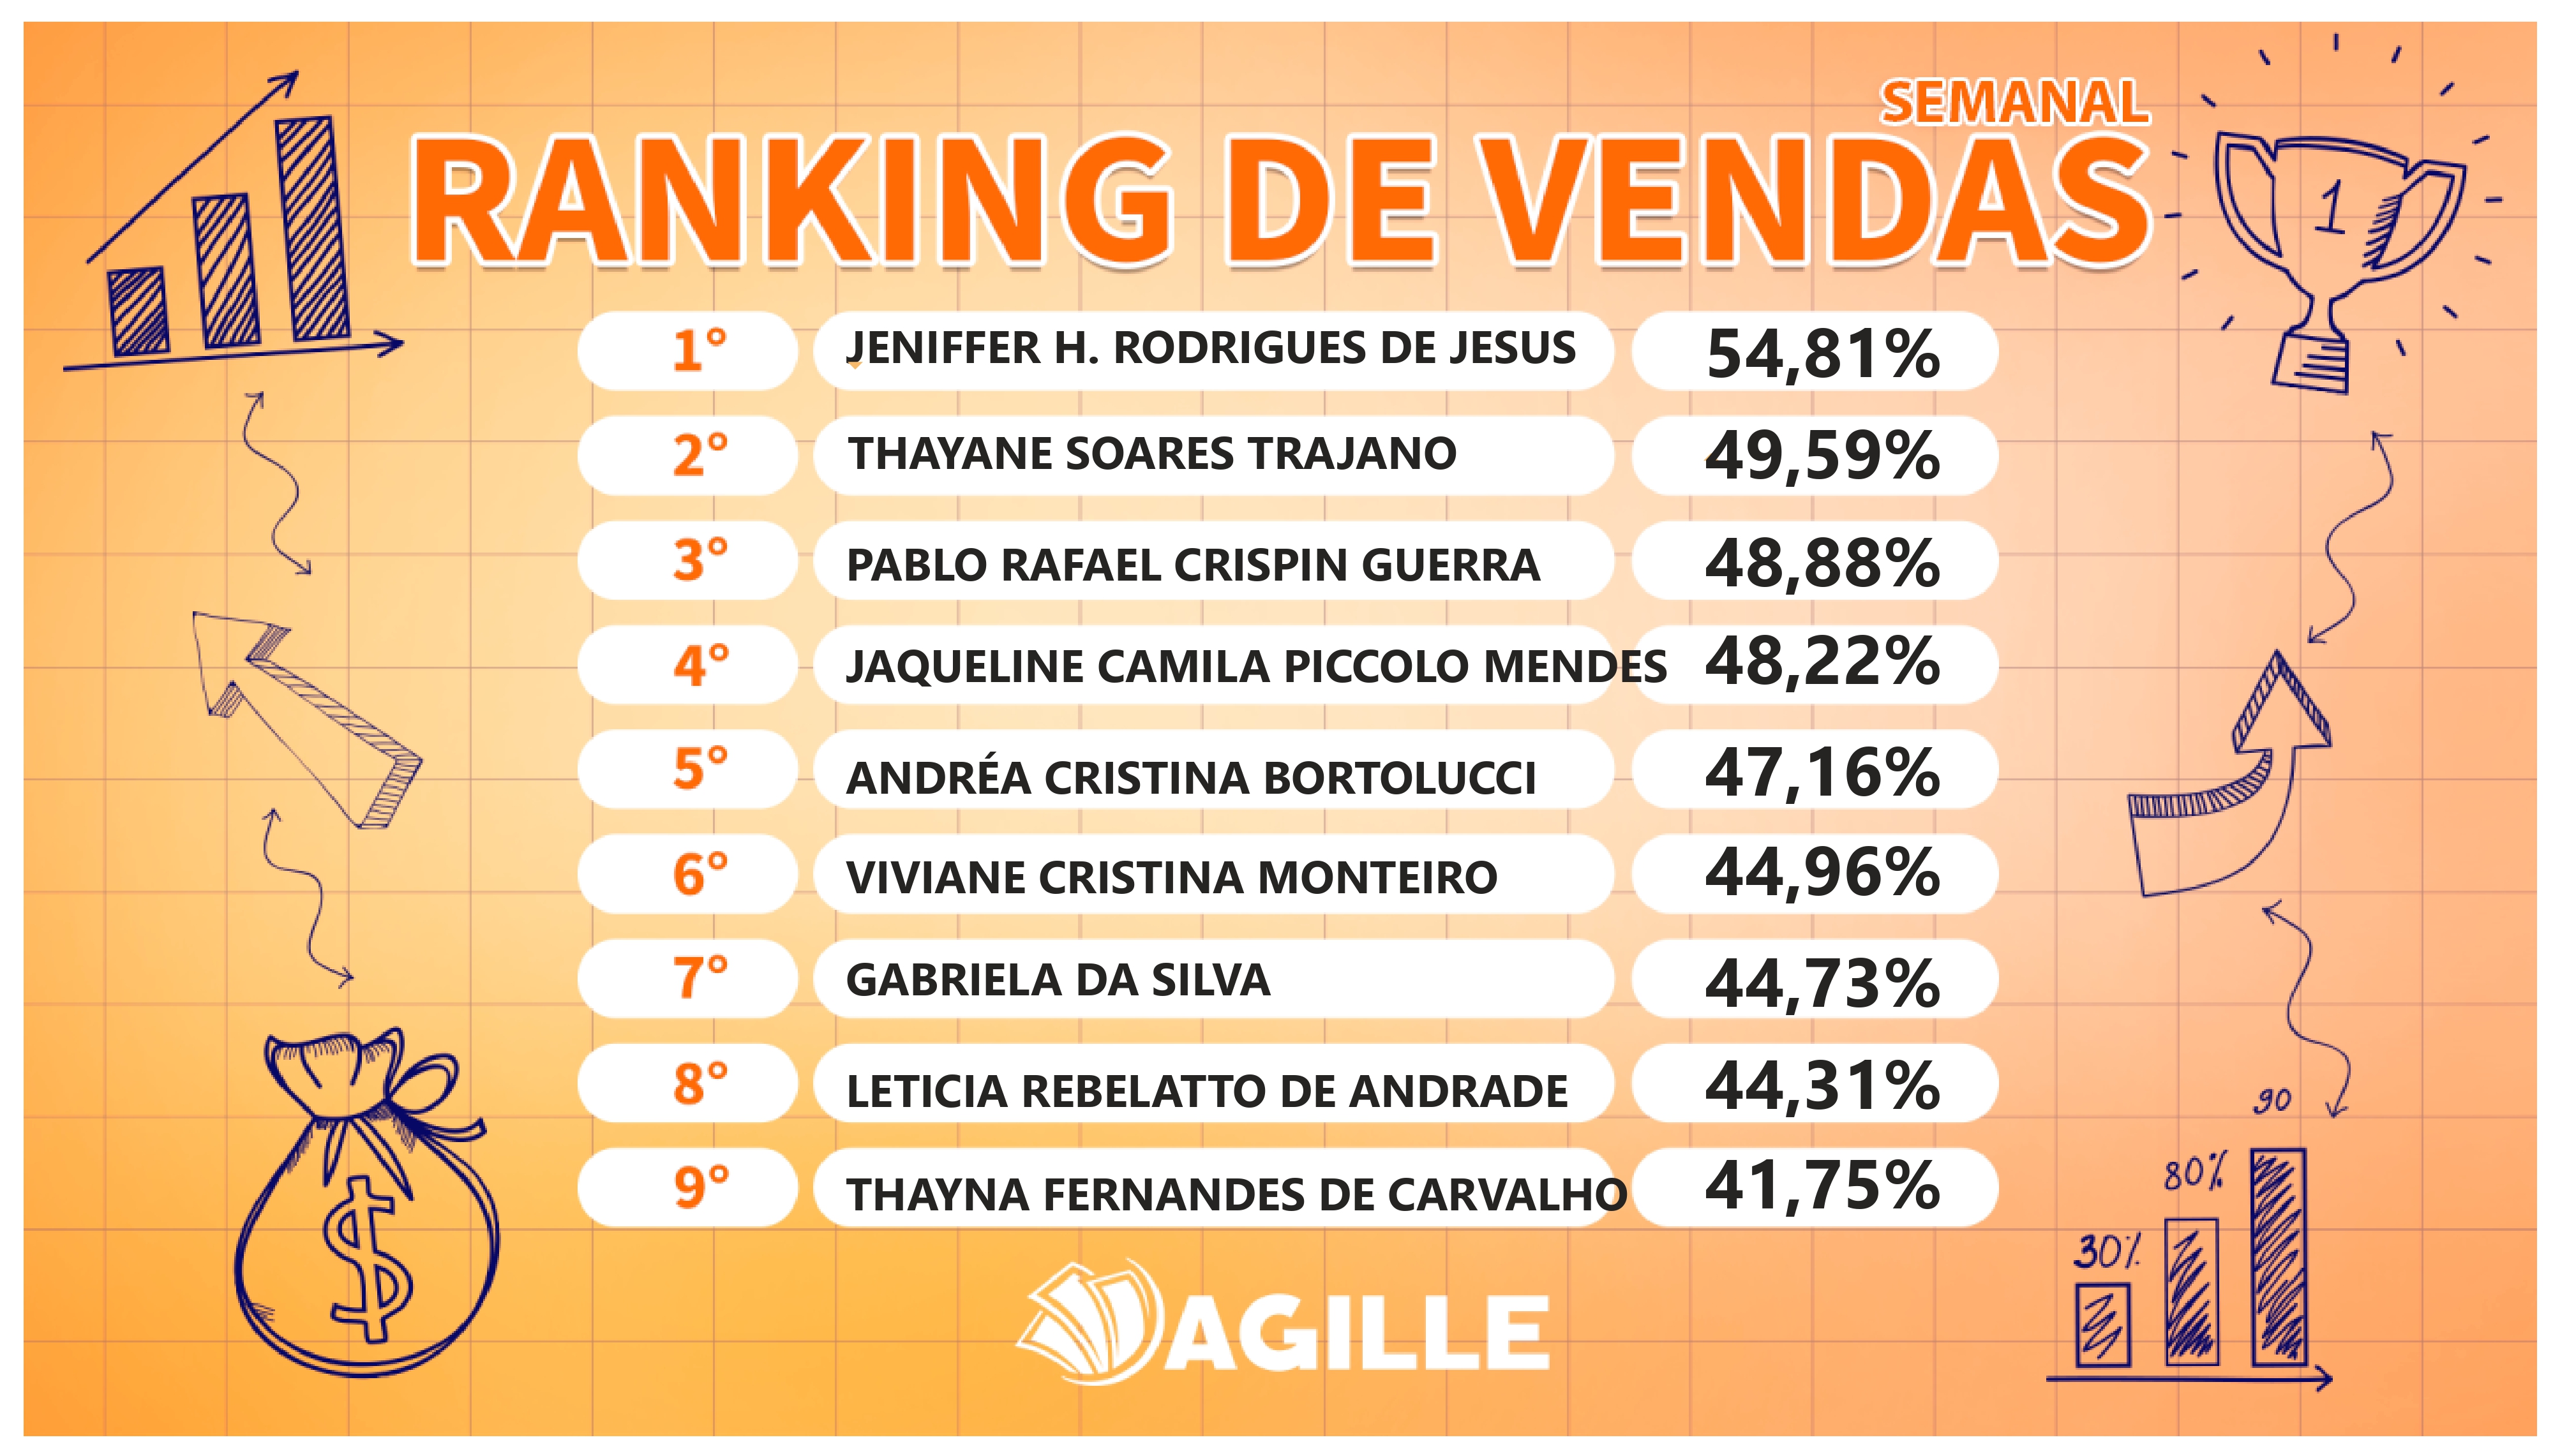 SEMANAL
RANKING DE VENDAS
1
1° JENIFFER H. RODRIGUES DE JESUS 54,81%
2° THAYANE SOARES TRAJANO 49,59%
3° PABLO RAFAEL CRISPIN GUERRA 48,88%
4° JAQUELINE CAMILA PICCOLO MENDES 48,22%
5° ANDRÉA CRISTINA BORTOLUCCI 47,16%
6° VIVIANE CRISTINA MONTEIRO 44,96%
7° GABRIELA DA SILVA 44,73%
8° LETICIA REBELATTO DE ANDRADE 44,31%
9° THAYNA FERNANDES DE CARVALHO 41,75%
$
90
80%
30%
AGILLE